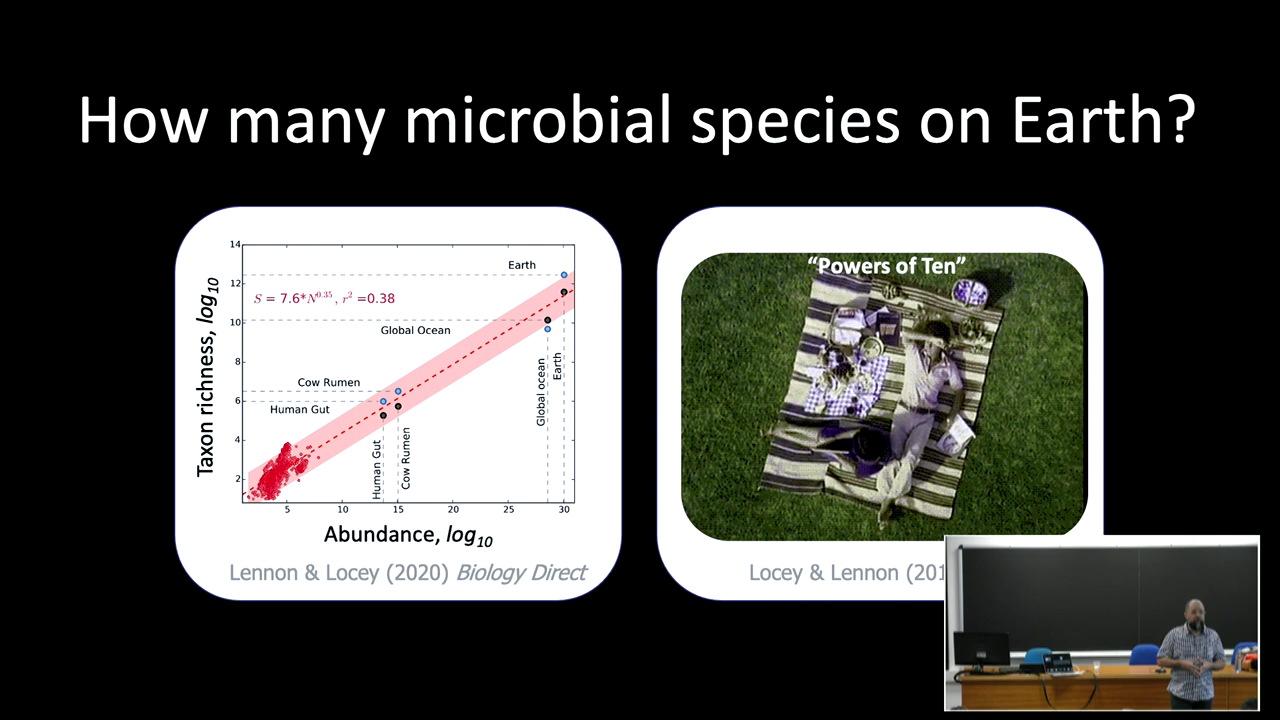 How many microbial species on Earth?
Taxon richness, log10
14
12
10
8
6
4
2
S = 7.6*N^0.35, r^2 =0.38
Earth
Global Ocean
Cow Rumen
Human Gut
Human Gut
Cow Rumen
Global ocean
Earth
5
10
15
20
25
30
Abundance, log10
Lennon & Locey (2020) Biology Direct
“Powers of Ten”
Locey & Lennon (201